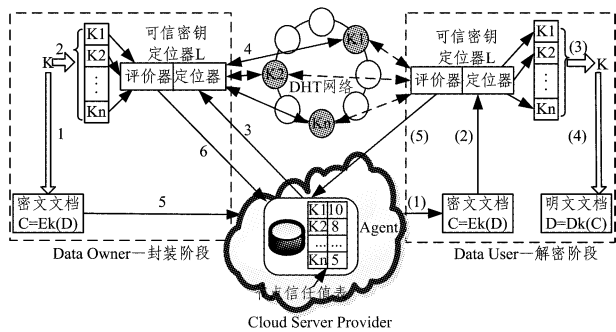 K
2
K1
K2
⋮
Kn
可信密钥
定位器L
评价器 定位器
1
密文文档
C=Ek(D)
Data Owner—封装阶段
4
3
6
5
K1
K2
DHT网络
Kn
可信密钥
定位器L
评价器 定位器
K1
K2
⋮
Kn
(3)
K
(5)
(2)
(4)
(1)
密文文档
C=Ek(D)
明文文档
D=Dk(C)
Data User—解密阶段
K1 10
K2 8
...... ......
Kn 5
Agent
节点信任值表
Cloud Server Provider